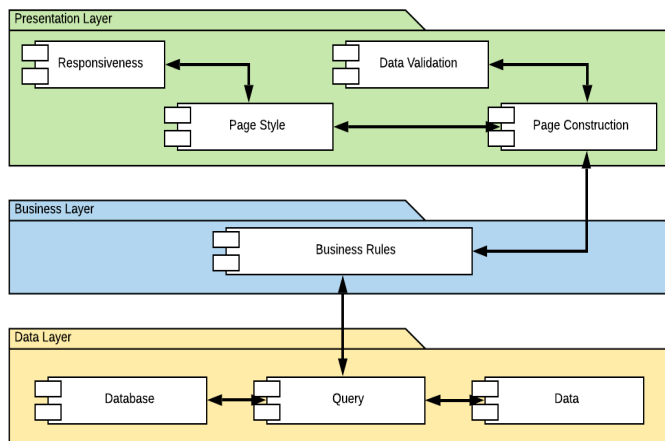 Presentation Layer
Responsiveness
Data Validation
Page Style
Page Construction
Business Layer
Business Rules
Data Layer
Database
Query
Data